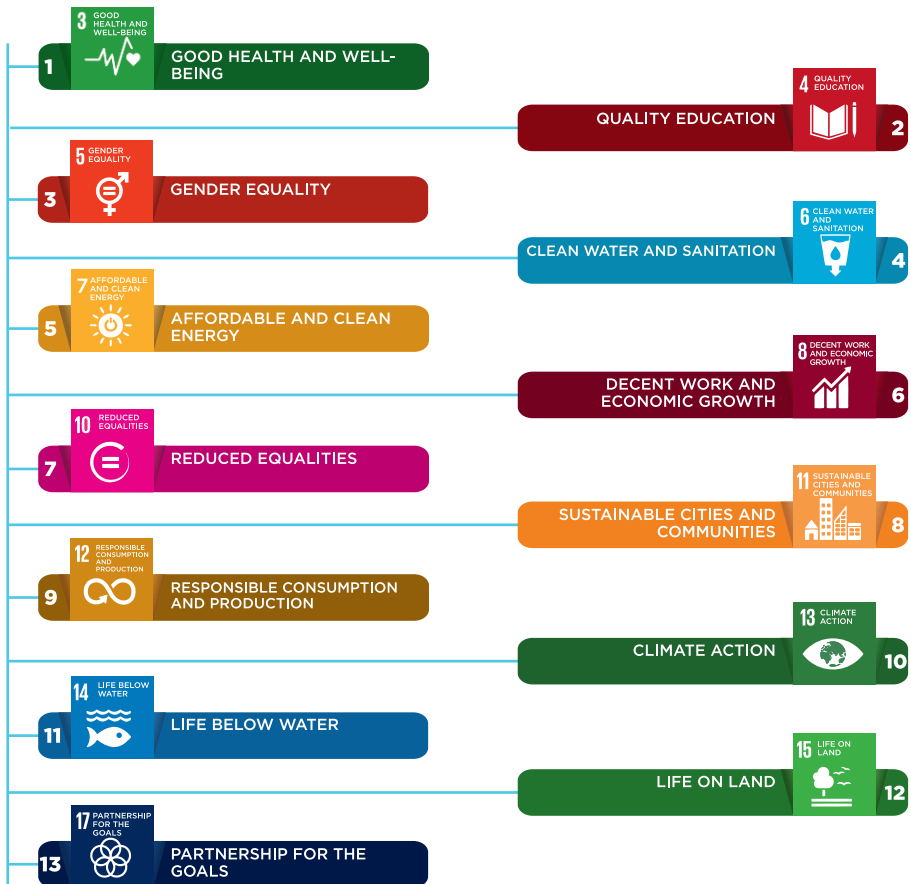 3 GOOD
HEALTH AND
WELL-BEING
1
GOOD HEALTH AND WELL-
BEING
4 QUALITY
EDUCATION
QUALITY EDUCATION
2
5 GENDER
EQUALITY
3
GENDER EQUALITY
6 CLEAN WATER
AND
SANITATION
CLEAN WATER AND SANITATION
4
7 AFFORDABLE
AND CLEAN
ENERGY
5
AFFORDABLE AND CLEAN
ENERGY
8 DECENT WORK
AND ECONOMIC
GROWTH
DECENT WORK AND
ECONOMIC GROWTH
6
10 REDUCED
EQUALITIES
7
REDUCED EQUALITIES
11 SUSTAINABLE
CITIES AND
COMMUNITIES
SUSTAINABLE CITIES AND
COMMUNITIES
8
12 RESPONSIBLE
CONSUMPTION
AND
PRODUCTION
9
RESPONSIBLE CONSUMPTION
AND PRODUCTION
13 CLIMATE
ACTION
CLIMATE ACTION
10
14 LIFE BELOW
WATER
11
LIFE BELOW WATER
15 LIFE ON
LAND
LIFE ON LAND
12
17 PARTNERSHIP
FOR THE
GOALS
13
PARTNERSHIP FOR THE
GOALS